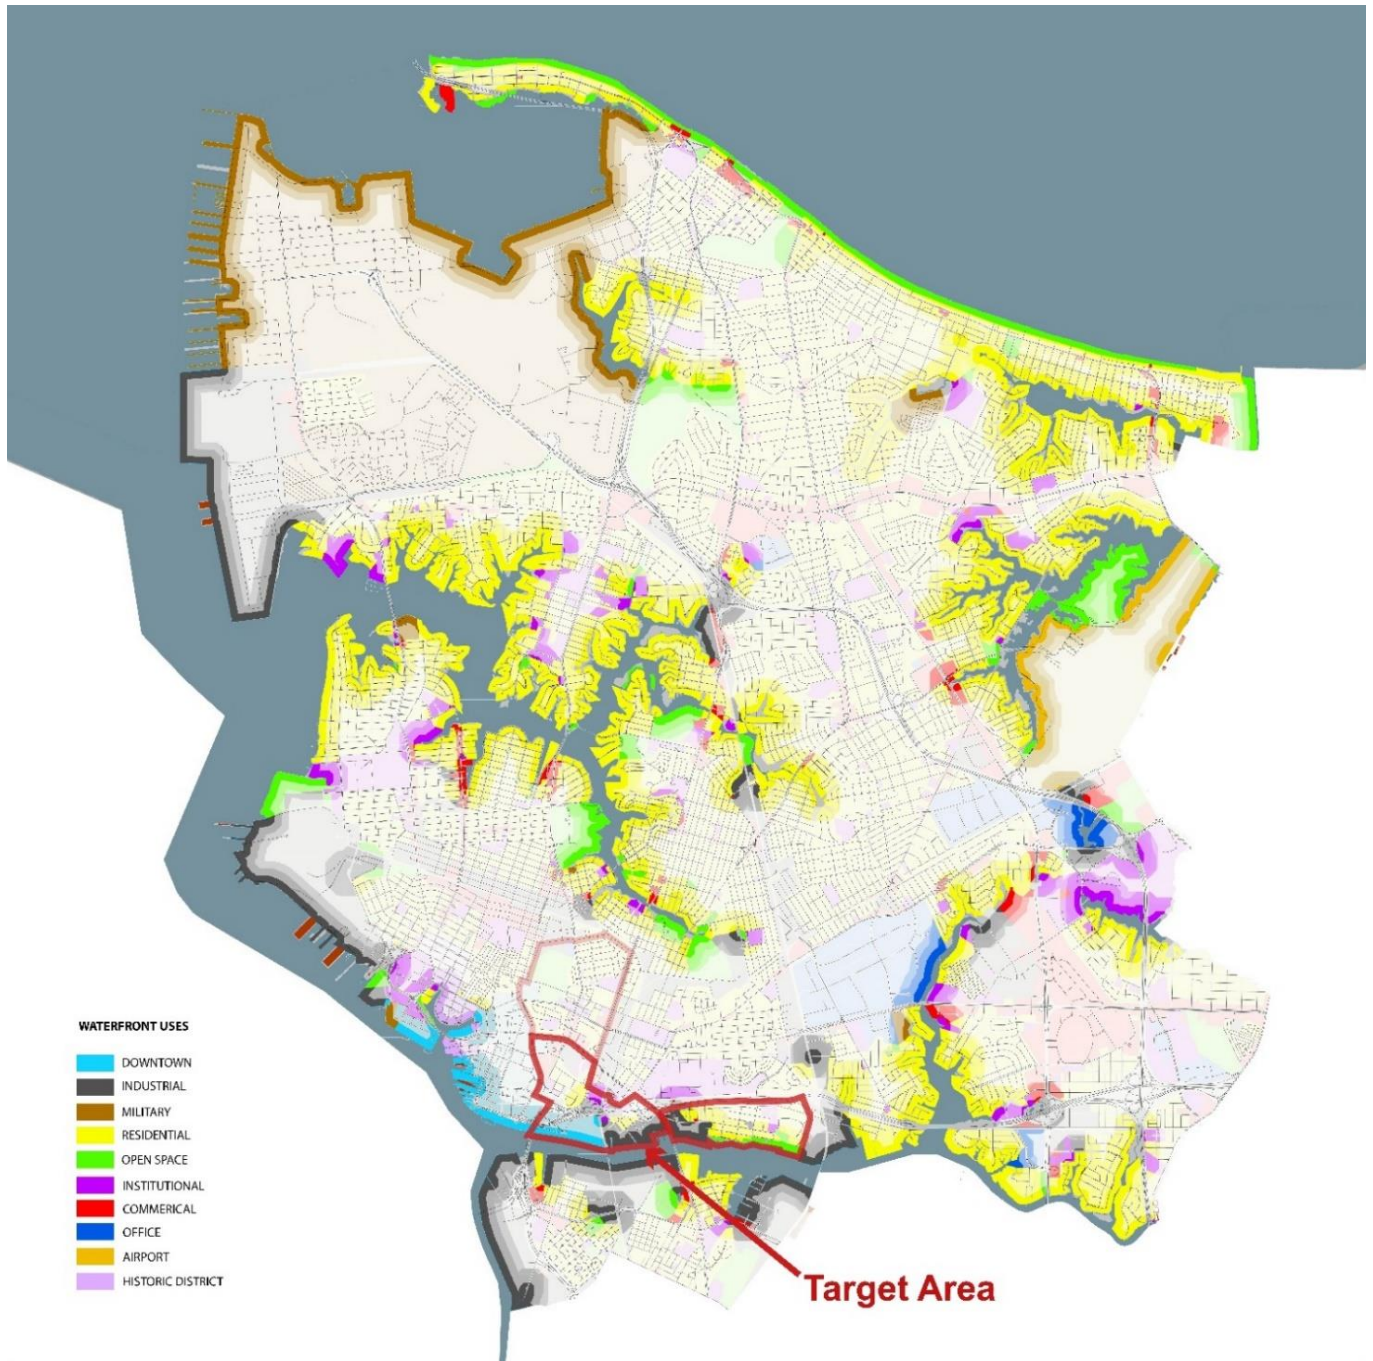 WATERFRONT USES
DOWNTOWN
INDUSTRIAL
MILITARY
RESIDENTIAL
OPEN SPACE
INSTITUTIONAL
COMMERICAL
OFFICE
AIRPORT
HISTORIC DISTRICT
Target Area